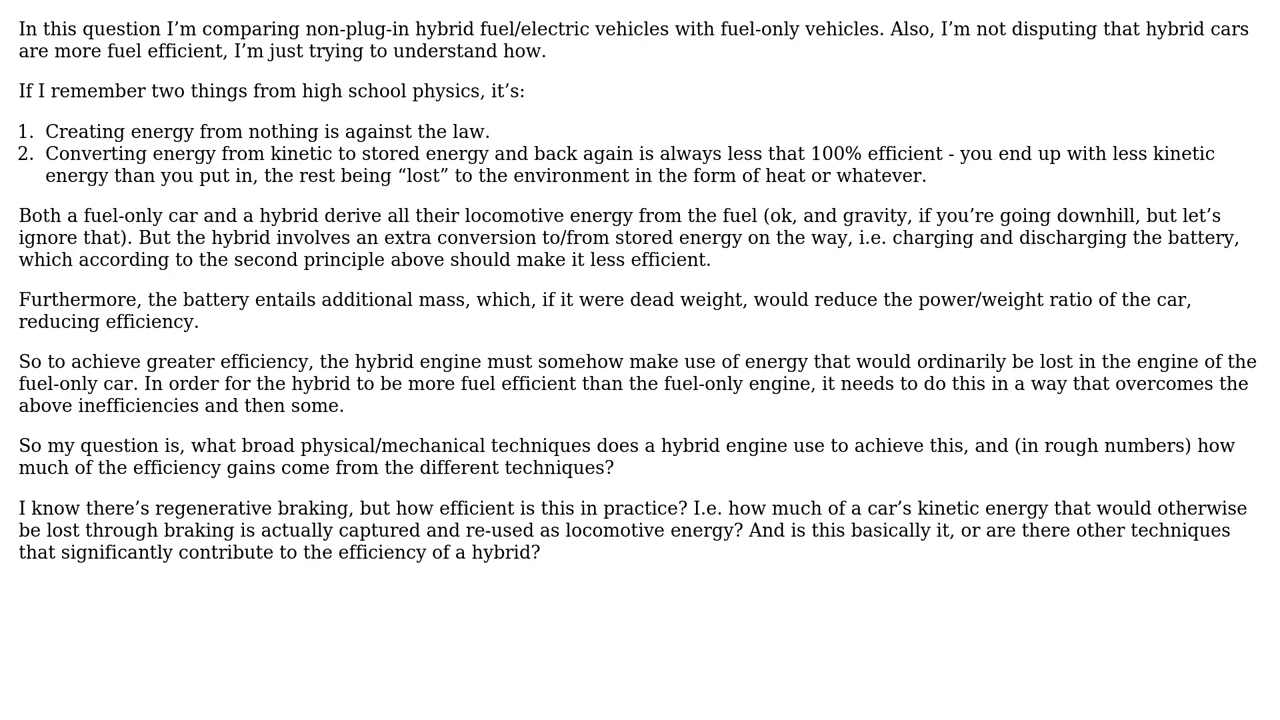 In this question I’m comparing non-plug-in hybrid fuel/electric vehicles with fuel-only vehicles. Also, I’m not disputing that hybrid cars
are more fuel efficient, I’m just trying to understand how.
If I remember two things from high school physics, it’s:
1. Creating energy from nothing is against the law.
2. Converting energy from kinetic to stored energy and back again is always less that 100% efficient - you end up with less kinetic
energy than you put in, the rest being “lost” to the environment in the form of heat or whatever.
Both a fuel-only car and a hybrid derive all their locomotive energy from the fuel (ok, and gravity, if you’re going downhill, but let’s
ignore that). But the hybrid involves an extra conversion to/from stored energy on the way, i.e. charging and discharging the battery,
which according to the second principle above should make it less efficient.
Furthermore, the battery entails additional mass, which, if it were dead weight, would reduce the power/weight ratio of the car,
reducing efficiency.
So to achieve greater efficiency, the hybrid engine must somehow make use of energy that would ordinarily be lost in the engine of the
fuel-only car. In order for the hybrid to be more fuel efficient than the fuel-only engine, it needs to do this in a way that overcomes the
above inefficiencies and then some.
So my question is, what broad physical/mechanical techniques does a hybrid engine use to achieve this, and (in rough numbers) how
much of the efficiency gains come from the different techniques?
I know there’s regenerative braking, but how efficient is this in practice? I.e. how much of a car’s kinetic energy that would otherwise
be lost through braking is actually captured and re-used as locomotive energy? And is this basically it, or are there other techniques
that significantly contribute to the efficiency of a hybrid?